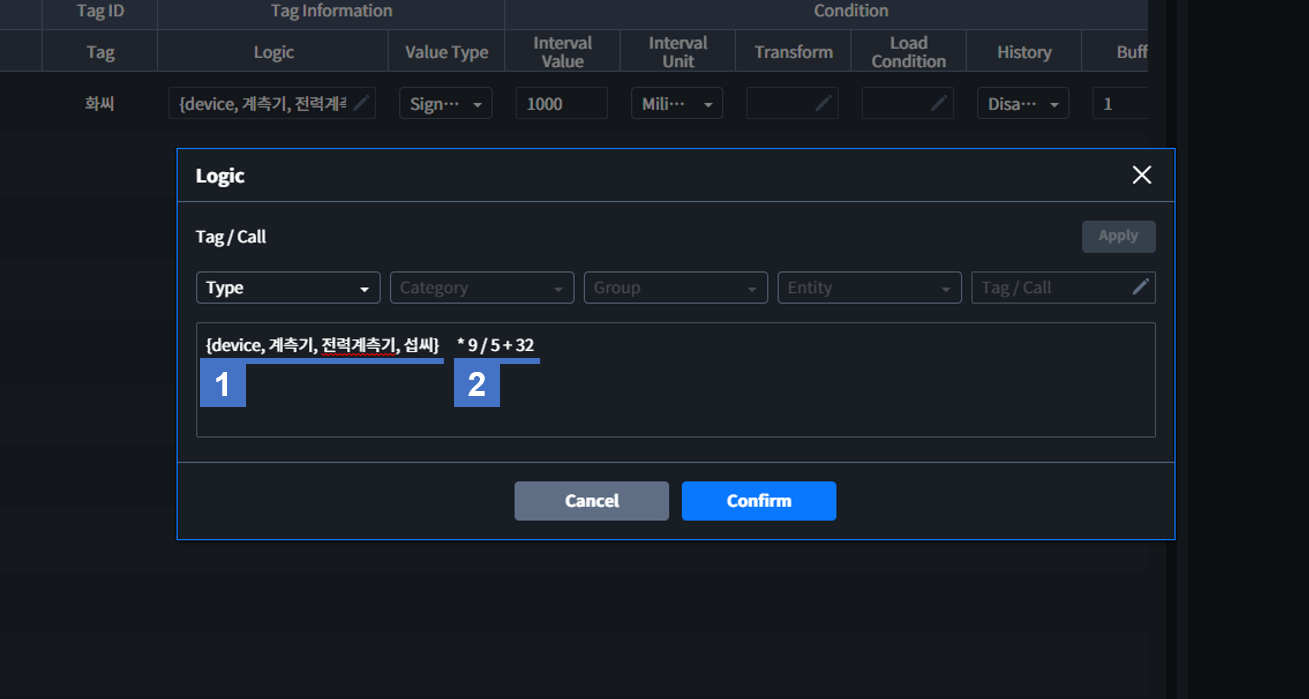 Tag ID Tag Information Condition
Tag Logic Value Type Interval Value Interval Unit Transform Load Condition History Buff
화씨 {device, 계측기, 전력계측 Sign··· 1000 Mili··· Disa··· 1
Logic
Tag / Call Apply
Type Category Group Entity Tag / Call
{device, 계측기, 전력계측기, 섭씨} * 9 / 5 + 32
1 2
Cancel Confirm